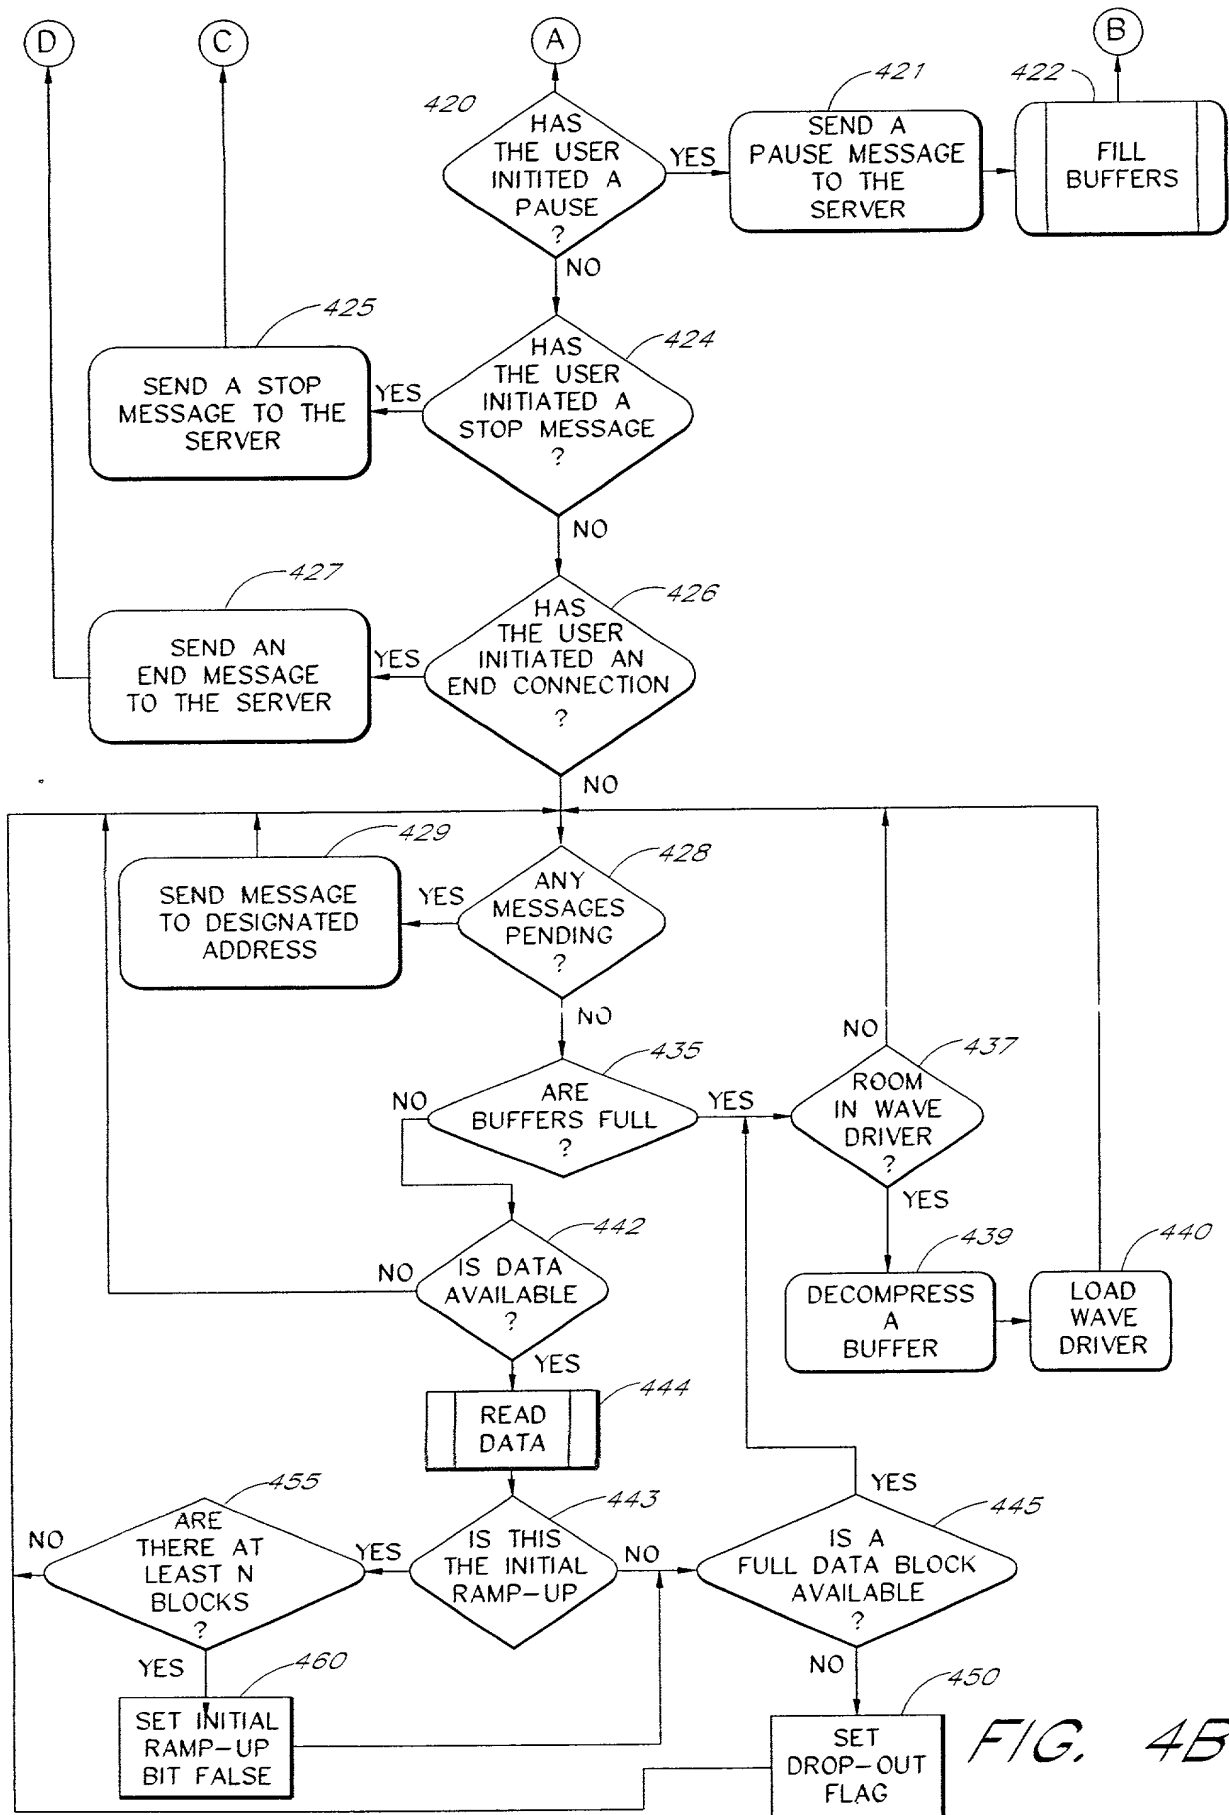 D
C
A
B
420
HAS
THE USER
INITITED A
PAUSE
?
YES
421
SEND A
PAUSE MESSAGE
TO THE
SERVER
422
FILL
BUFFERS
NO
425
SEND A STOP
MESSAGE TO THE
SERVER
YES
424
HAS
THE USER
INITIATED A
STOP MESSAGE
?
NO
427
SEND AN
END MESSAGE
TO THE SERVER
YES
426
HAS
THE USER
INITIATED AN
END CONNECTION
?
NO
429
SEND MESSAGE
TO DESIGNATED
ADDRESS
YES
428
ANY
MESSAGES
PENDING
?
NO
435
NO
ARE
BUFFERS FULL
?
YES
NO
437
ROOM
IN WAVE
DRIVER
?
YES
442
NO
IS DATA
AVAILABLE
?
YES
439
DECOMPRESS
A
BUFFER
440
LOAD
WAVE
DRIVER
444
READ
DATA
455
NO
ARE
THERE AT
LEAST N
BLOCKS
?
YES
YES
443
IS THIS
THE INITIAL
RAMP-UP
NO
YES
445
IS A
FULL DATA BLOCK
AVAILABLE
?
NO
460
SET INITIAL
RAMP-UP
BIT FALSE
450
SET
DROP-OUT
FLAG
FIG. 4B